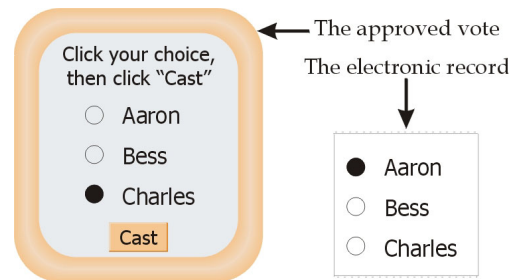 Click your choice,
then click “Cast”
Aaron
Bess
Charles
Cast
The approved vote
The electronic record
Aaron
Bess
Charles